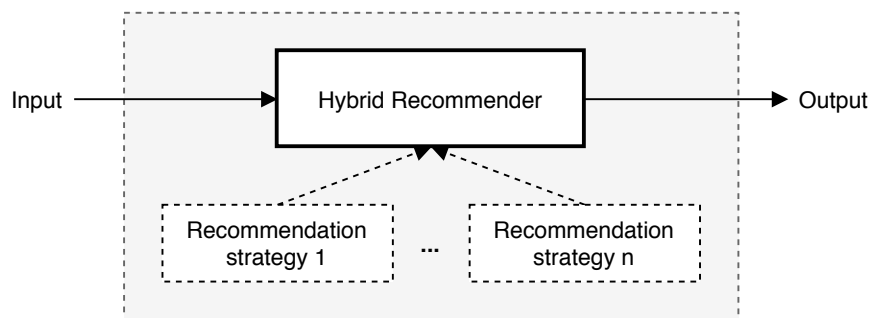 Input
Hybrid Recommender
Output
Recommendation
strategy 1
...
Recommendation
strategy n